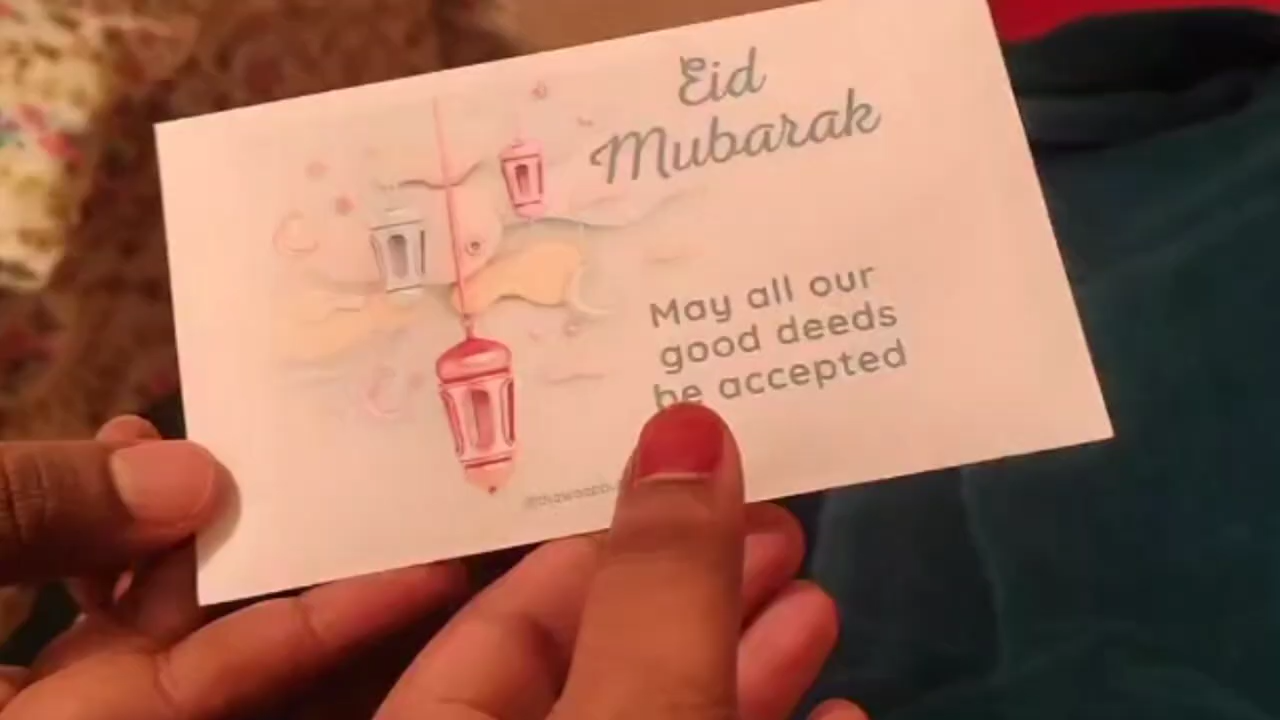 Eid
Mubarak
May all our
good deeds
be accepted